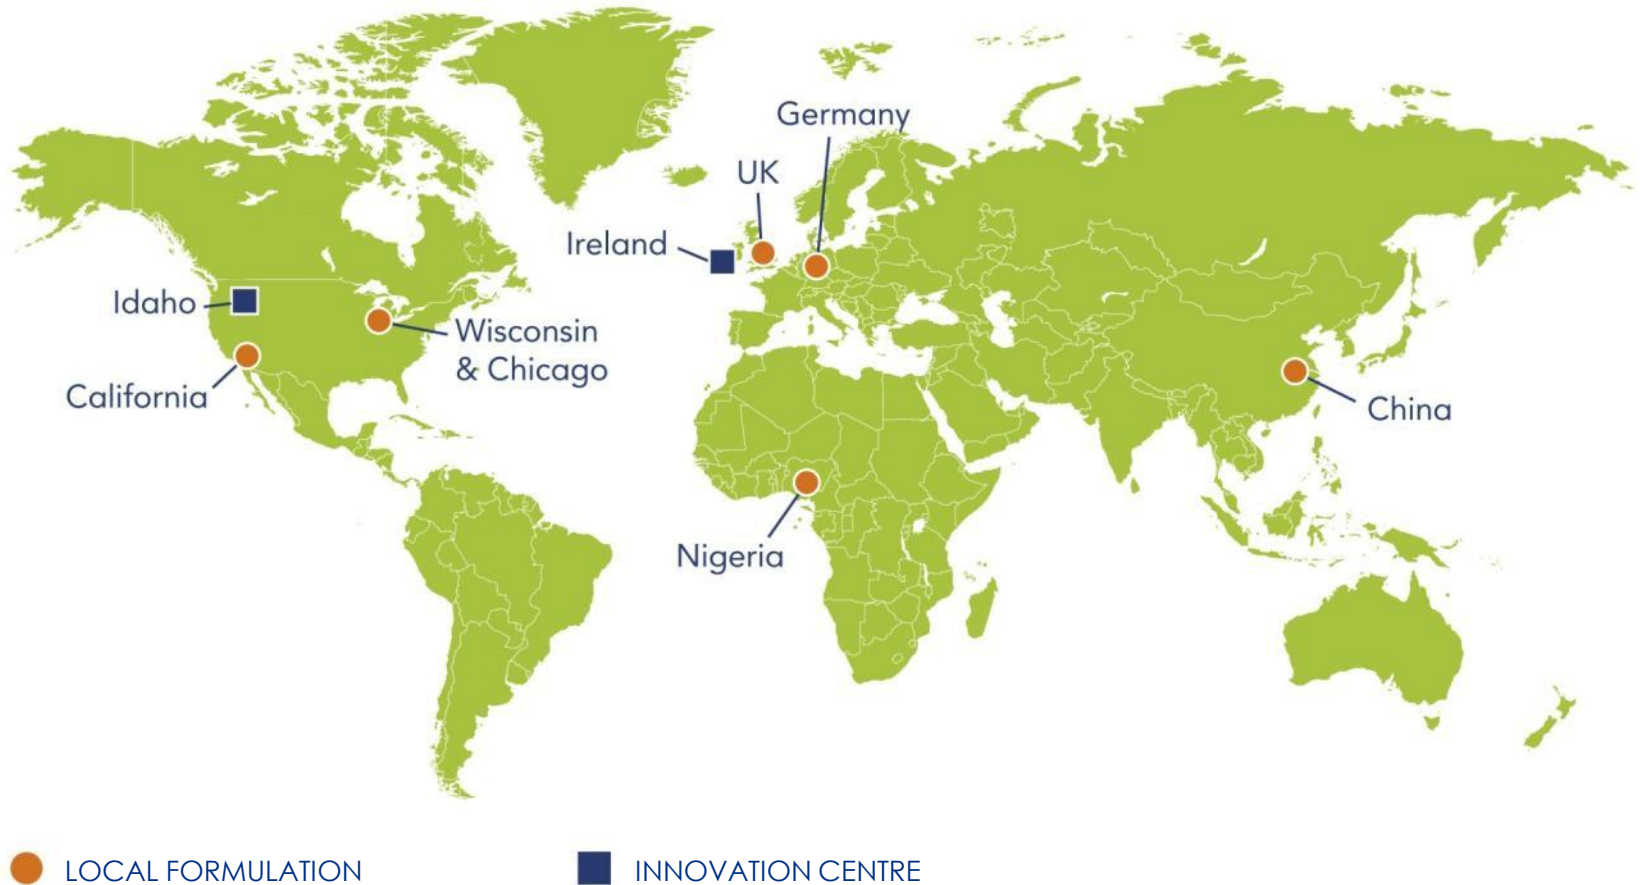 Germany
UK
Ireland
Idaho
Wisconsin
& Chicago
California
China
Nigeria
LOCAL FORMULATION
INNOVATION CENTRE